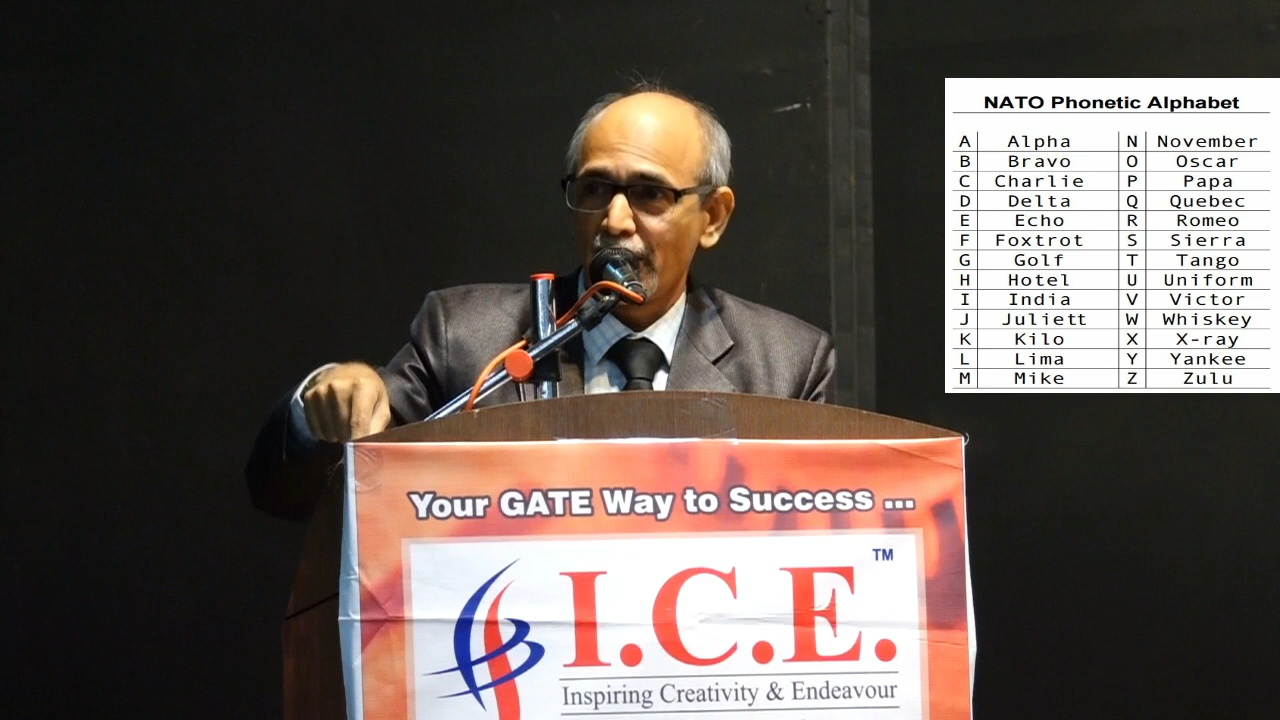 NATO Phonetic Alphabet
A Alpha N November
B Bravo O Oscar
C Charlie P Papa
D Delta Q Quebec
E Echo R Romeo
F Foxtrot S Sierra
G Golf T Tango
H Hotel U Uniform
I India V Victor
J Juliett W Whiskey
K Kilo X X-ray
L Lima Y Yankee
M Mike Z Zulu
Your GATE Way to Success ...
TM
I.C.E.
Inspiring Creativity & Endeavour